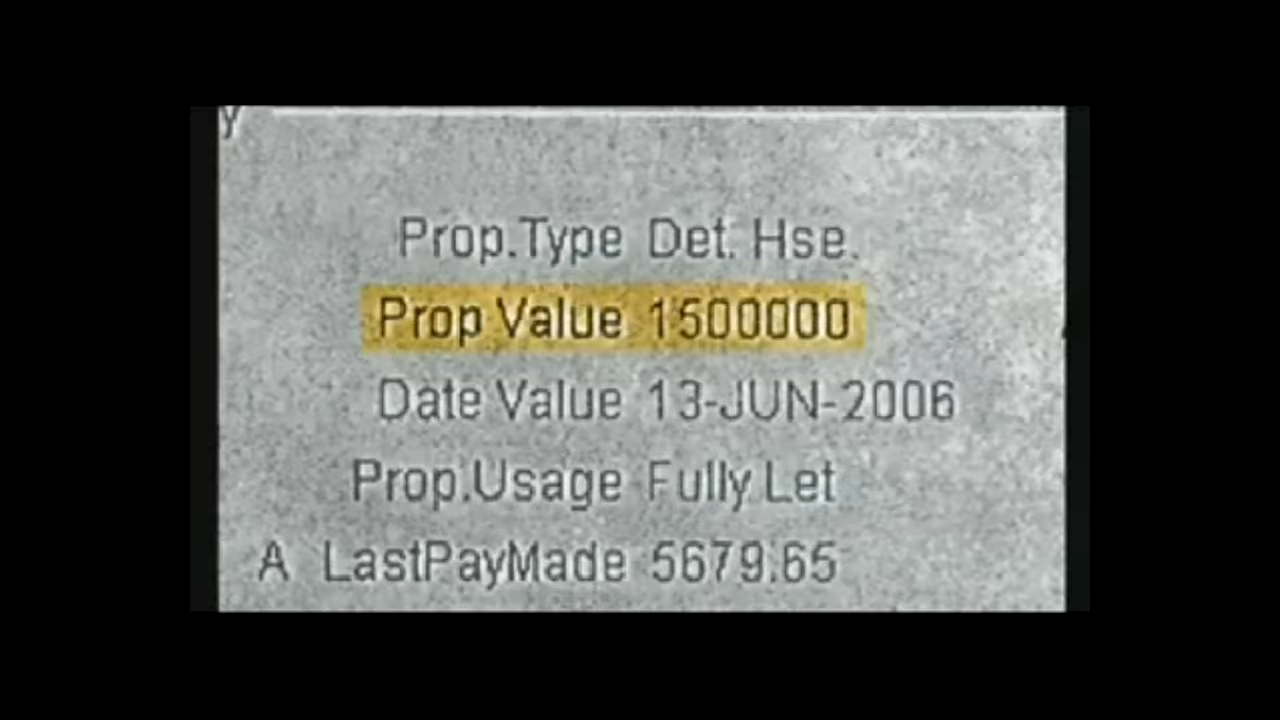 y
Prop.Type Det. Hse.
Prop Value 1500000
Date Value 13-JUN-2006
Prop.Usage Fully Let
A LastPayMade 5679.65